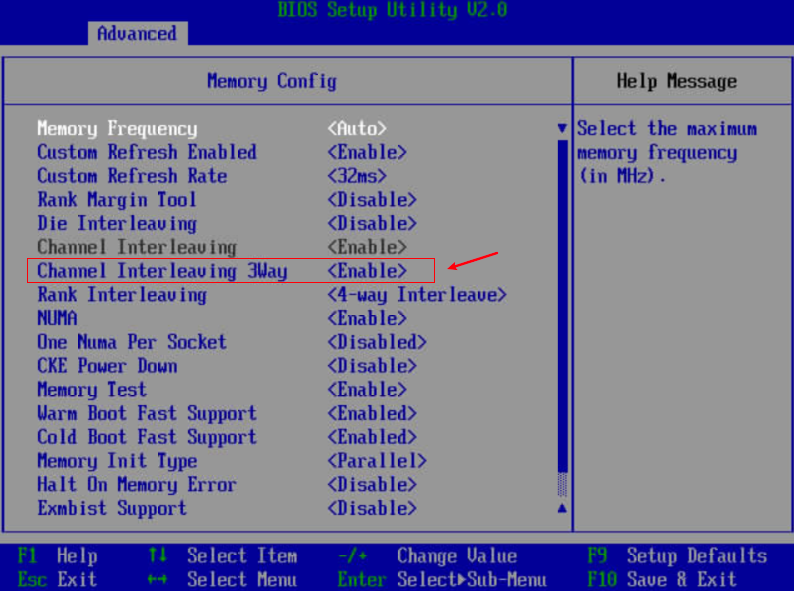 BIOS Setup Utility V2.0
Advanced
Memory Config
Help Message
Memory Frequency <Auto>
Custom Refresh Enabled <Enable>
Custom Refresh Rate <32ms>
Rank Margin Tool <Disable>
Die Interleaving <Disable>
Channel Interleaving <Enable>
Channel Interleaving 3Way <Enable>
Rank Interleaving <4-way Interleave>
NUMA <Enable>
One Numa Per Socket <Disabled>
CKE Power Down <Disable>
Memory Test <Enable>
Warm Boot Fast Support <Enabled>
Cold Boot Fast Support <Enabled>
Memory Init Type <Parallel>
Halt On Memory Error <Disable>
Exmbist Support <Disable>
Select the maximum
memory frequency
(in MHz).
F1 Help ↑↓ Select Item -/+ Change Value F9 Setup Defaults
Esc Exit ↔ Select Menu Enter Select▶Sub-Menu F10 Save & Exit